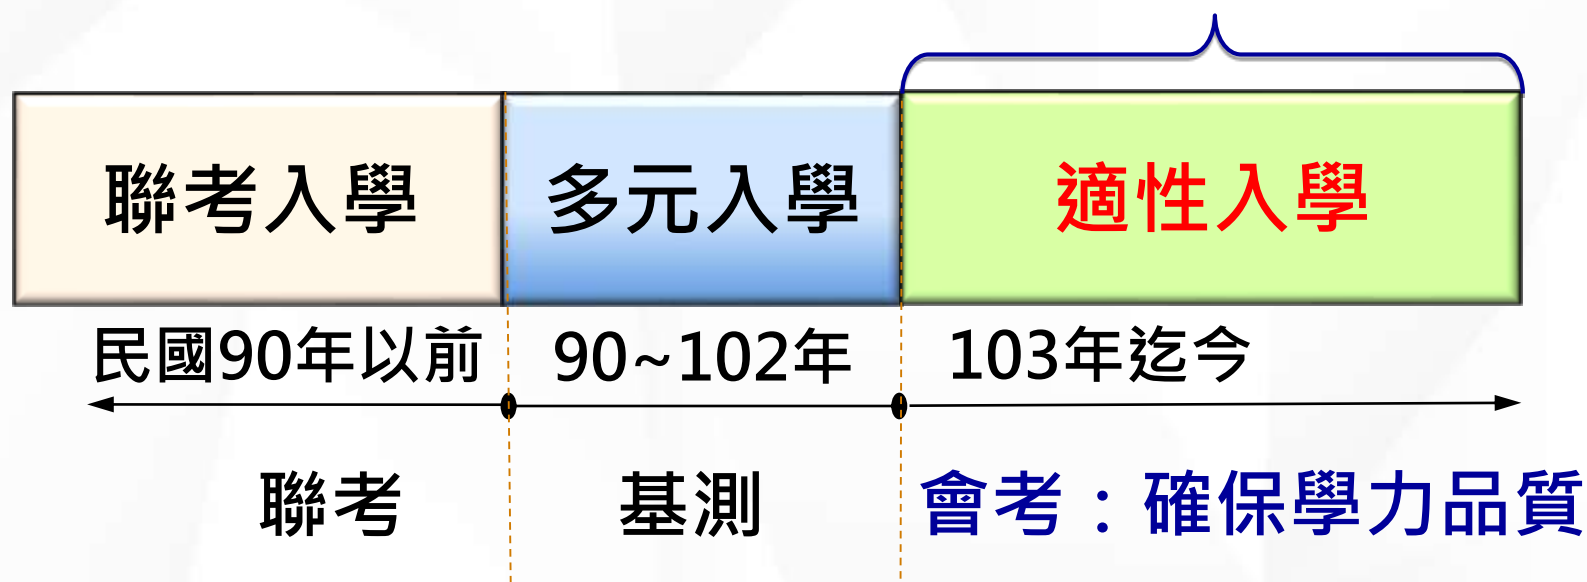 聯考入學 多元入學 適性入學
民國90年以前 90~102年 103年迄今
聯考 基測 會考：確保學力品質